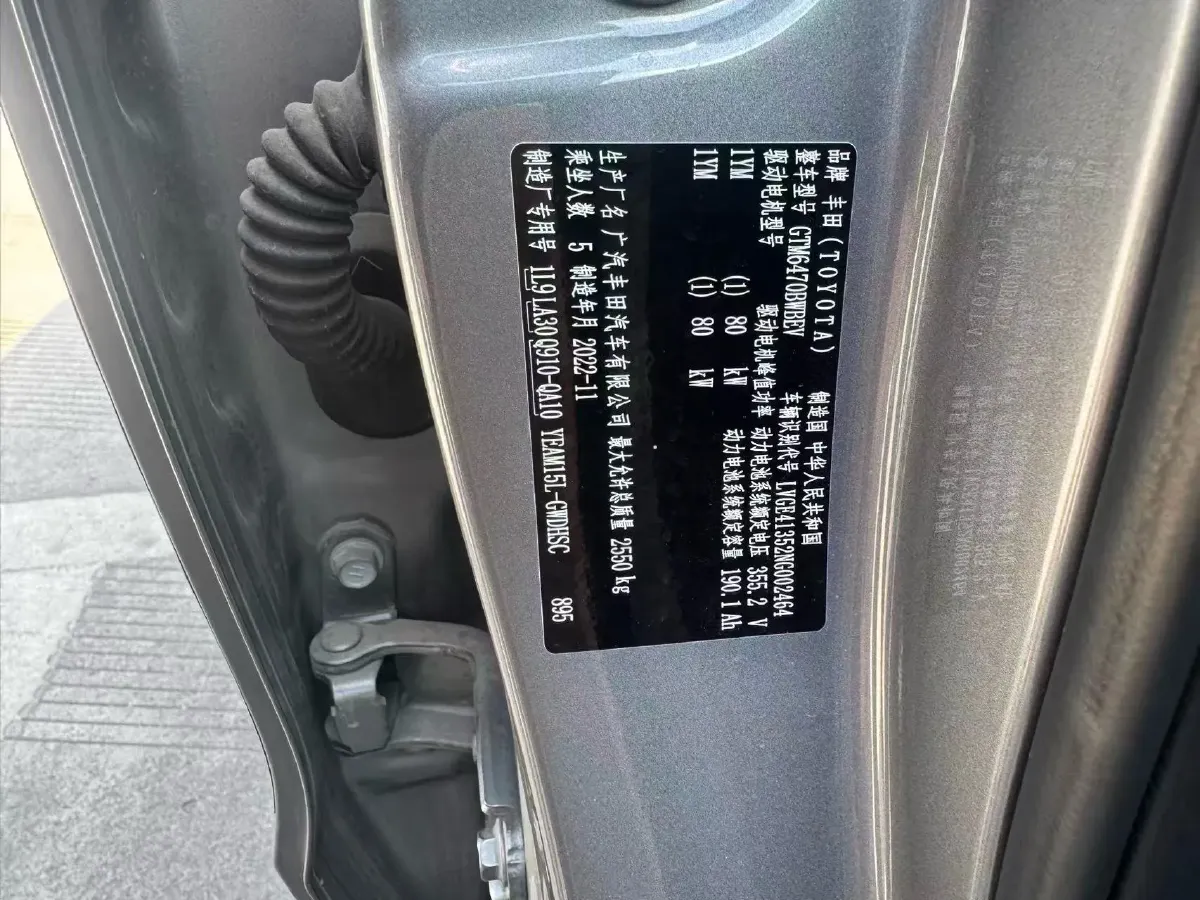 品牌 丰田(TOYOTA) 制造国 中华人民共和国
整车型号 GTM6470BWBEV 车辆识别代号 LVGE41352NG002464
驱动电机型号 驱动电机峰值功率 动力电池系统额定电压 355.2 V
1YM (1) 80 kW 动力电池系统额定容量 190.1Ah
1YM (1) 80 kW
生产厂名 广汽丰田汽车有限公司 最大允许总质量 2550 kg
乘坐人数 5 制造年月 2022-11
制造厂专用号 1L9LA30Q910-QA10 YEAM15L-GWDHSC 895